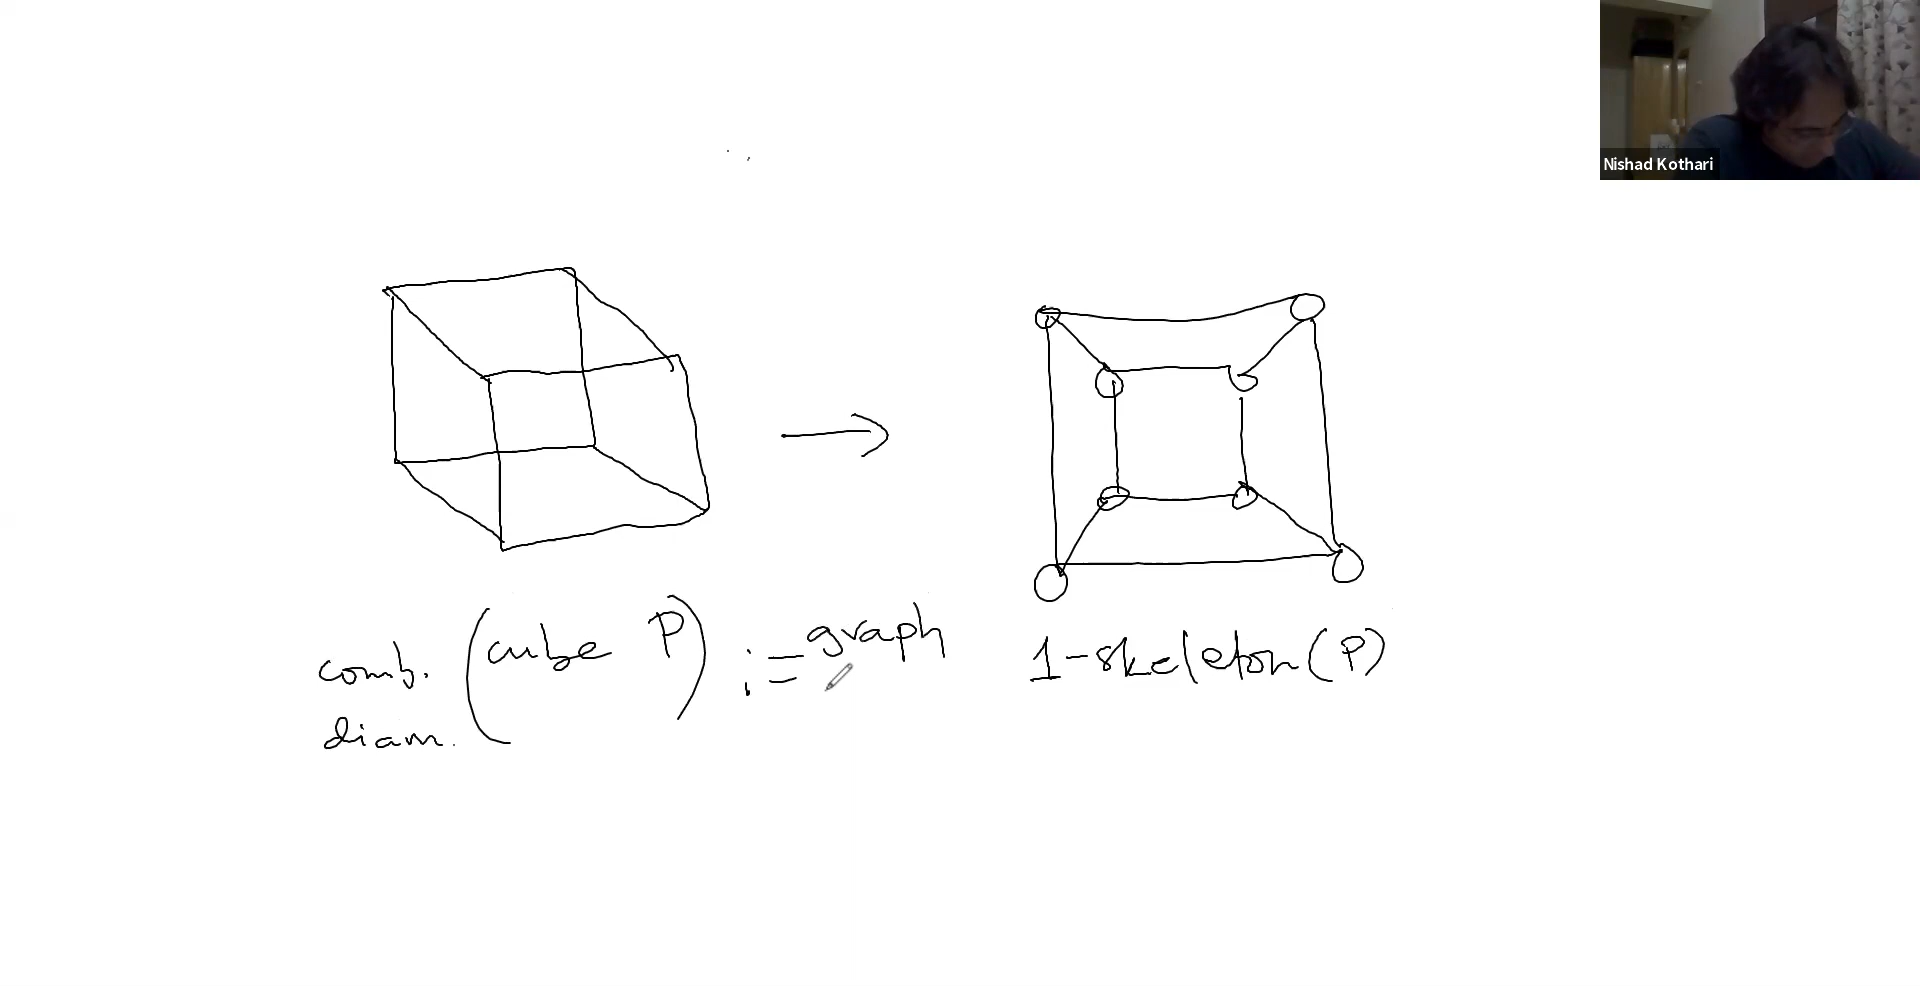 Nishad Kothari
comb. (cube P) := graph 1-skeleton(P)
diam.